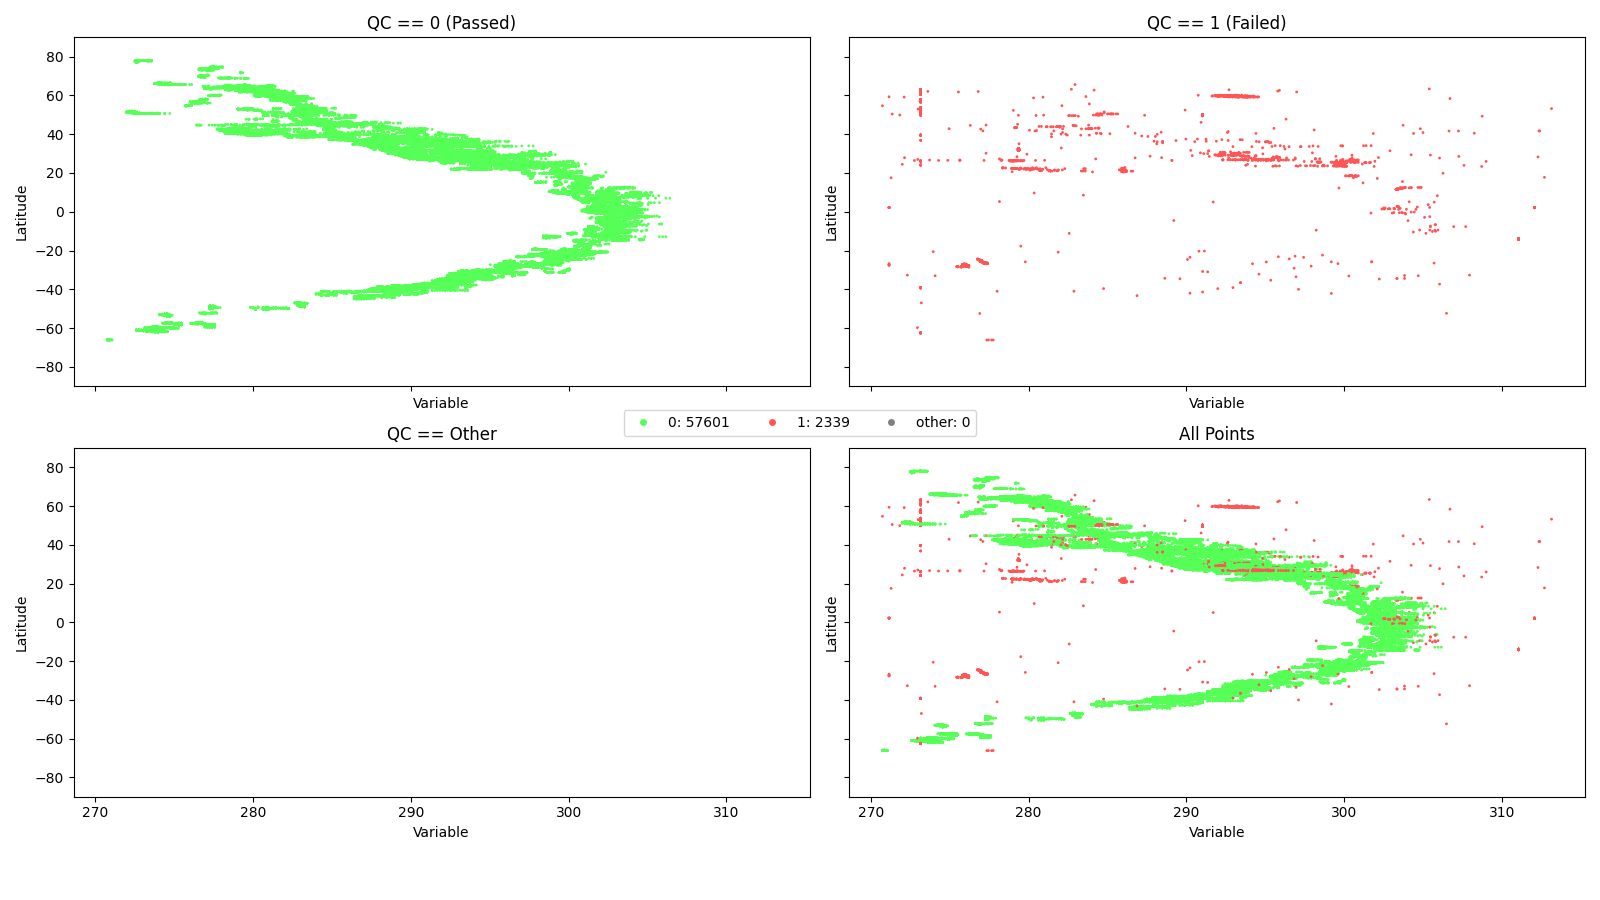 QC == 0 (Passed)
QC == 1 (Failed)
80
60
40
20
0
−20
−40
−60
−80
Latitude
Latitude
Variable
Variable
0: 57601
1: 2339
other: 0
QC == Other
All Points
80
60
40
20
0
−20
−40
−60
−80
Latitude
Latitude
270
280
290
300
310
270
280
290
300
310
Variable
Variable